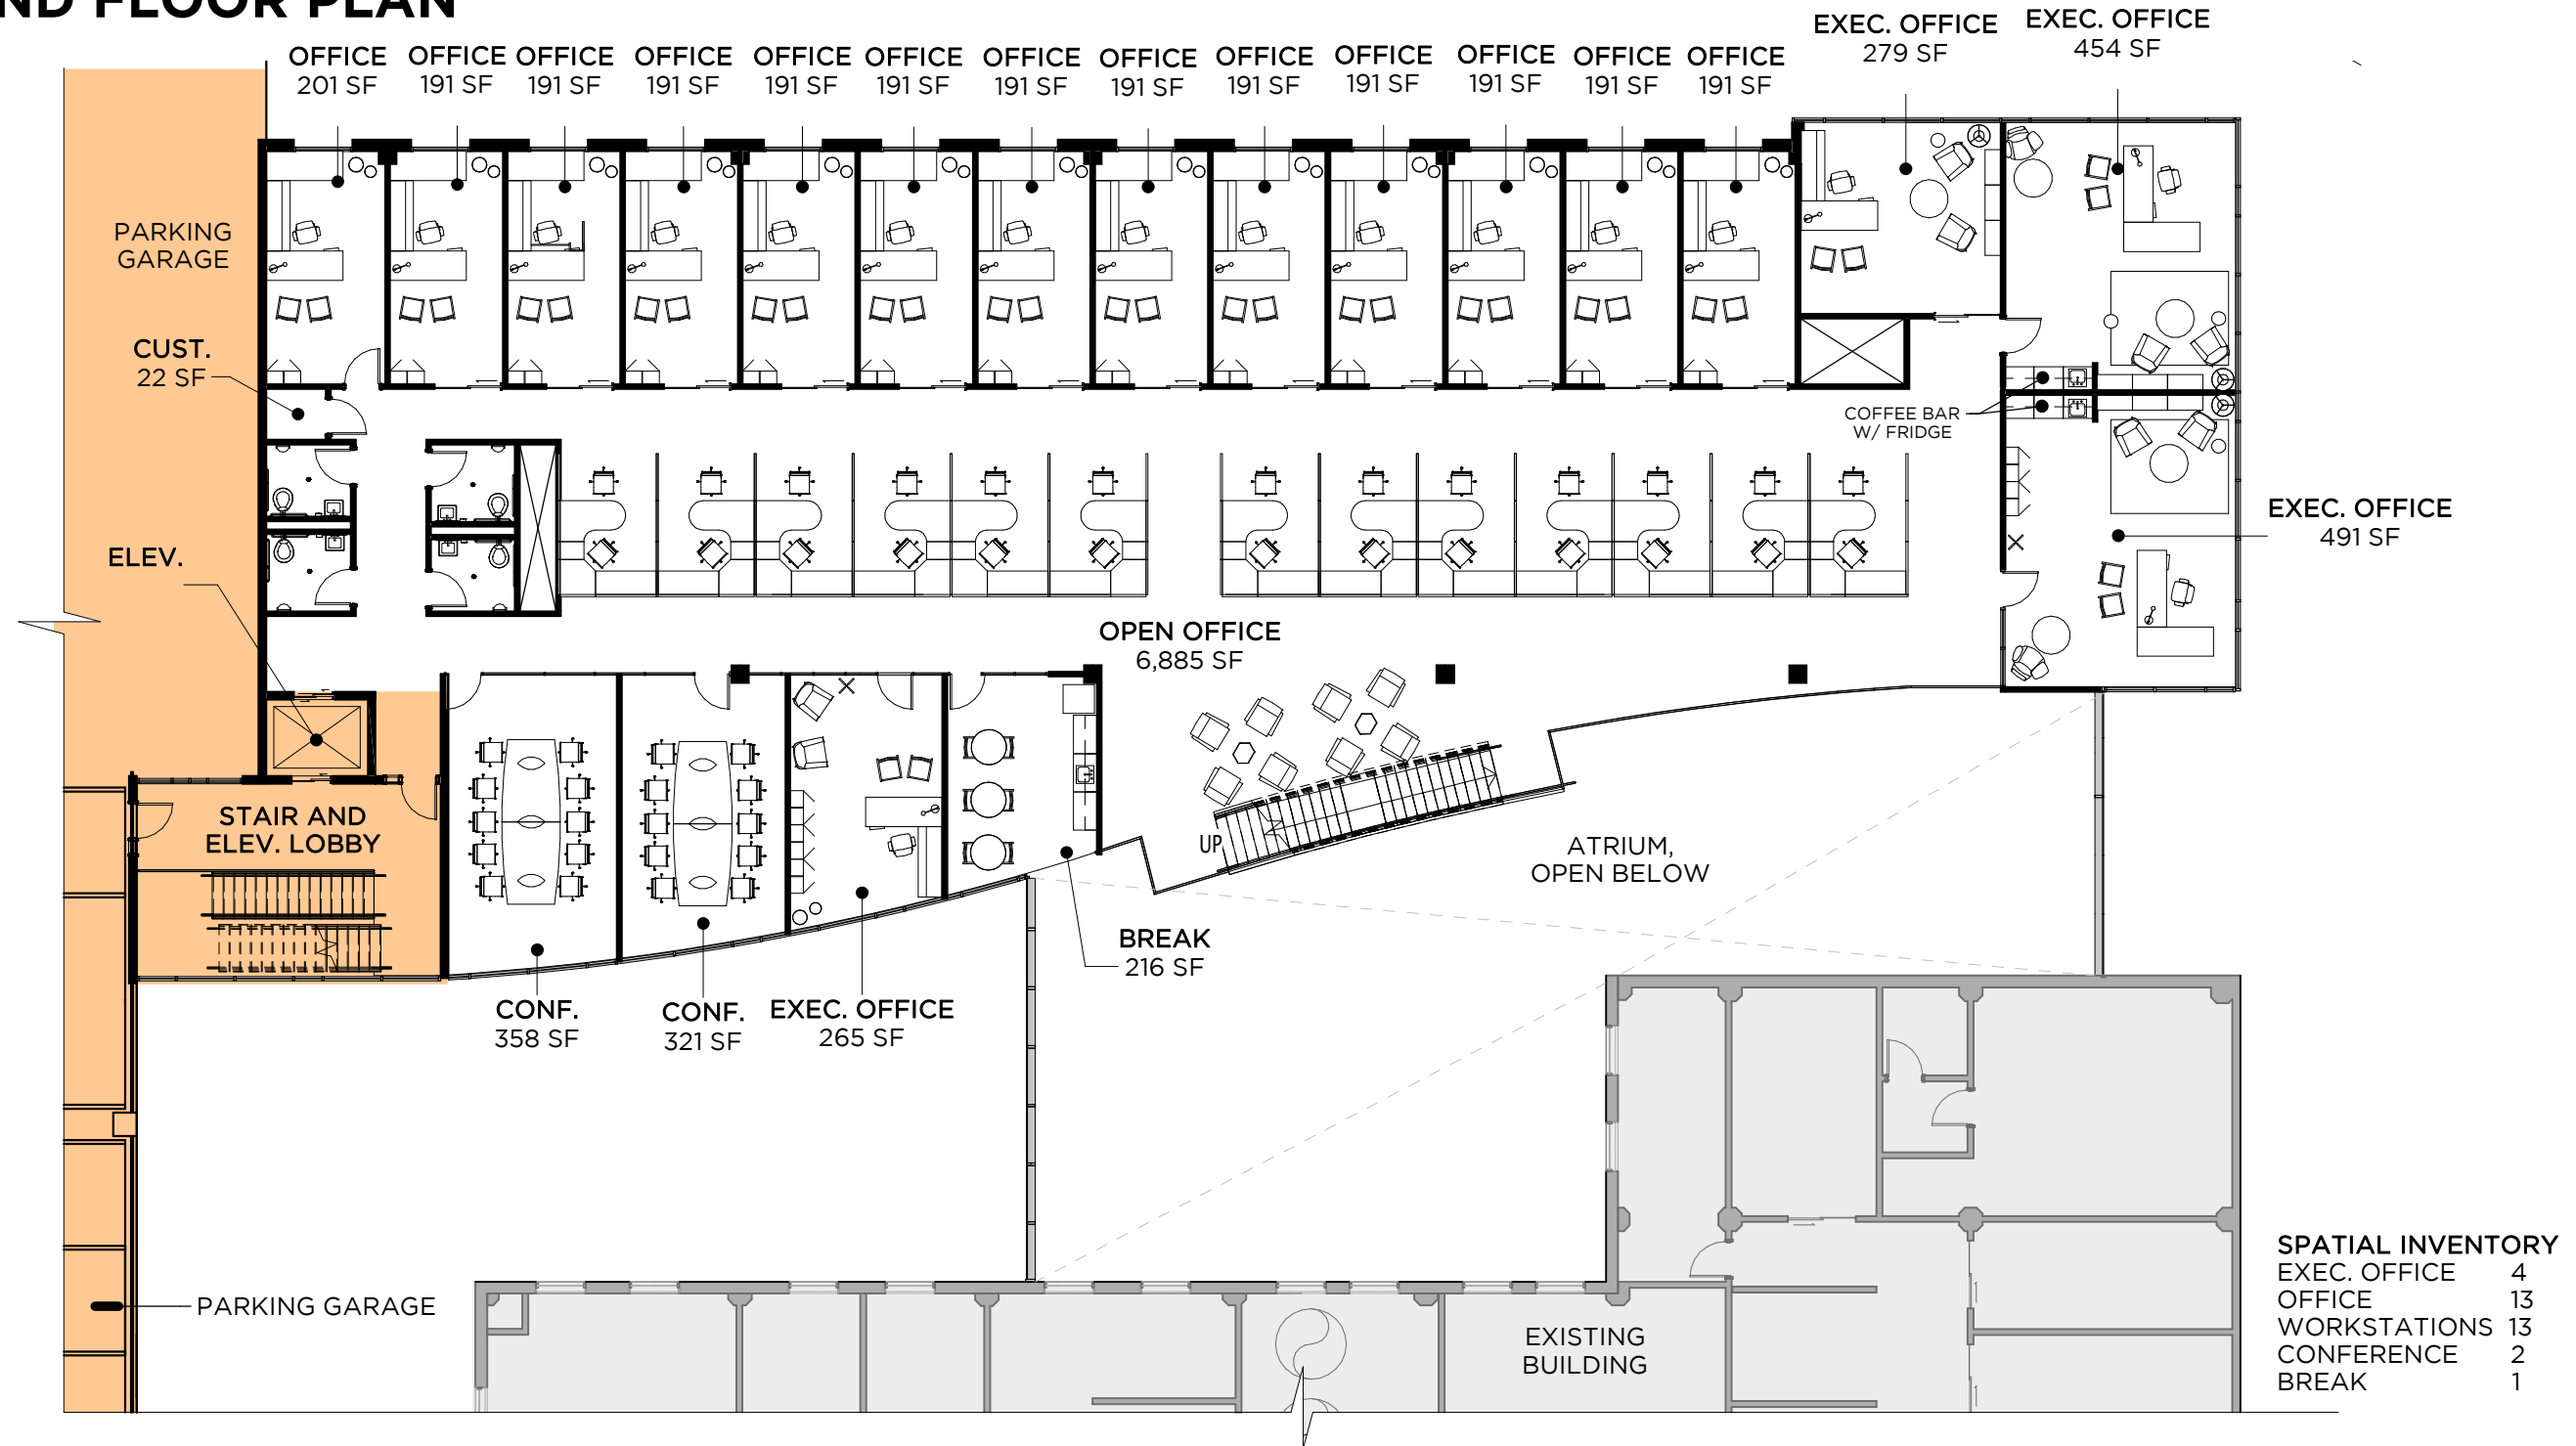 ND FLOOR PLAN
EXEC. OFFICE
279 SF
EXEC. OFFICE
454 SF
OFFICE
201 SF
OFFICE
191 SF
OFFICE
191 SF
OFFICE
191 SF
OFFICE
191 SF
OFFICE
191 SF
OFFICE
191 SF
OFFICE
191 SF
OFFICE
191 SF
OFFICE
191 SF
OFFICE
191 SF
OFFICE
191 SF
OFFICE
191 SF
PARKING
GARAGE
CUST.
22 SF
COFFEE BAR
W/ FRIDGE
EXEC. OFFICE
491 SF
ELEV.
OPEN OFFICE
6,885 SF
STAIR AND
ELEV. LOBBY
UP
ATRIUM,
OPEN BELOW
BREAK
216 SF
CONF.
358 SF
CONF.
321 SF
EXEC. OFFICE
265 SF
PARKING GARAGE
EXISTING
BUILDING
SPATIAL INVENTORY
EXEC. OFFICE 4
OFFICE 13
WORKSTATIONS 13
CONFERENCE 2
BREAK 1